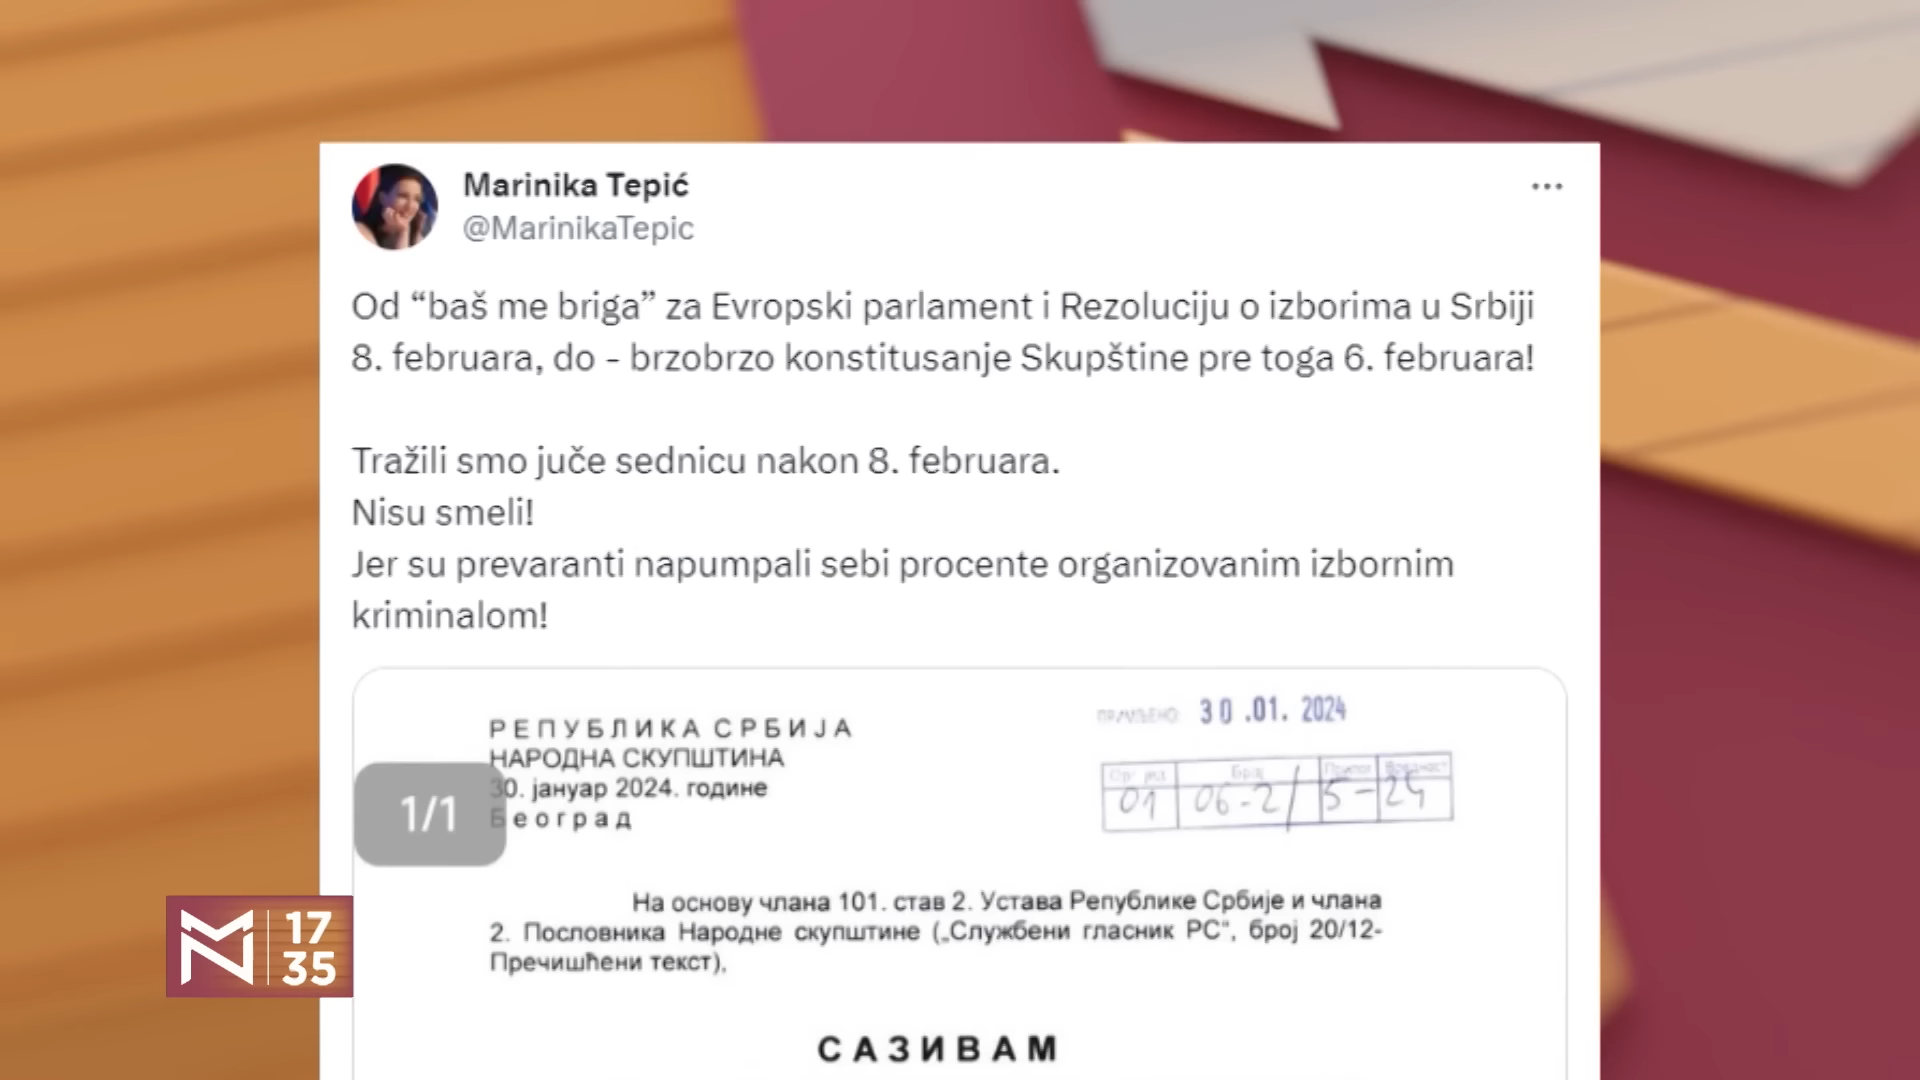 Marinika Tepić
@MarinikaTepic
Od “baš me briga” za Evropski parlament i Rezoluciju o izborima u Srbiji
8. februara, do - brzobrzo konstitusanje Skupštine pre toga 6. februara!
Tražili smo juče sednicu nakon 8. februara.
Nisu smeli!
Jer su prevaranti napumpali sebi procente organizovanim izbornim
kriminalom!
РЕПУБЛИКА СРБИЈА
НАРОДНА СКУПШТИНА
30. јануар 2024. године
Београд
30.01. 2024
01 06-2/5-24
1/1
На основу члана 101. став 2. Устава Републике Србије и члана
2. Пословника Народне скупштине („Службени гласник РС“, број 20/12-
Пречишћени текст),
САЗИВАМ
17
35